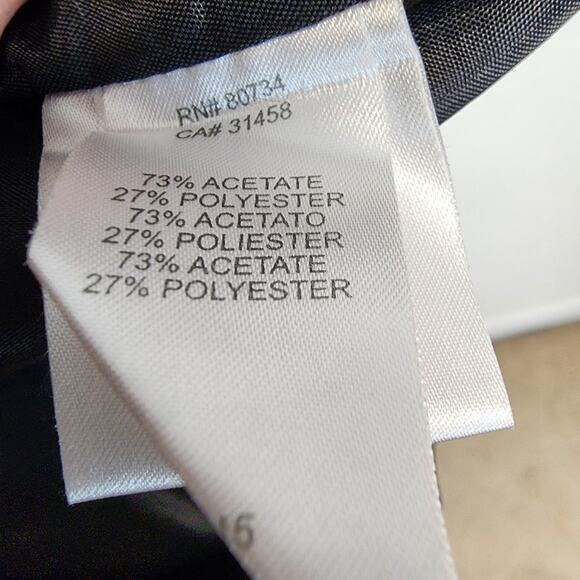 RN# 80734
CA# 31458
73% ACETATE
27% POLYESTER
73% ACETATO
27% POLIESTER
73% ACETATE
27% POLYESTER